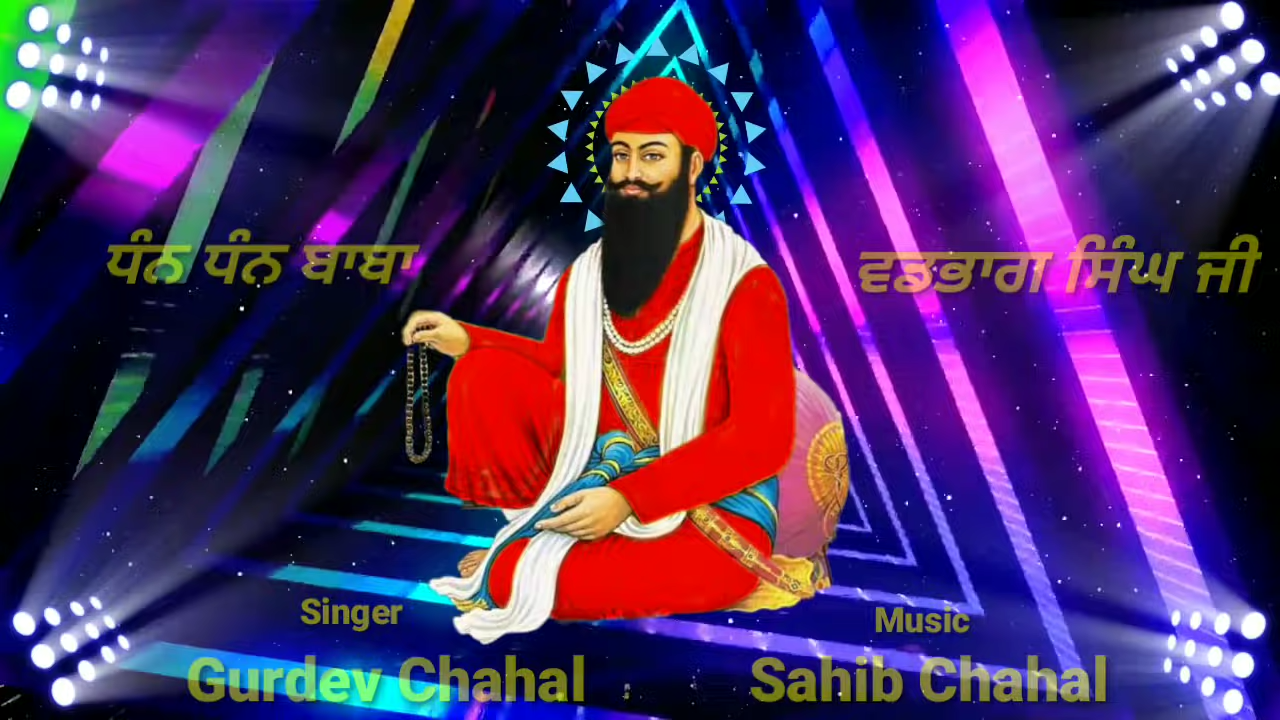 ਧੰਨ ਧੰਨ ਬਾਬਾ
ਵਡਭਾਗ ਸਿੰਘ ਜੀ
Singer
Gurdev Chahal
Music
Sahib Chahal